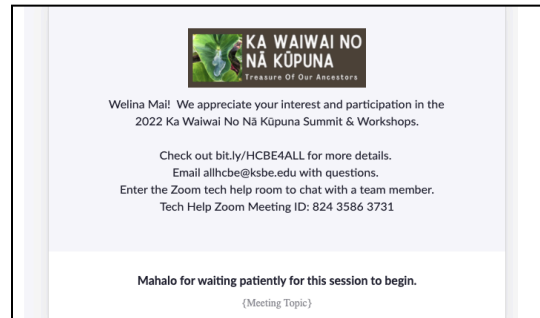 KA WAIWAI NO
NĀ KŪPUNA
Treasure Of Our Ancestors
Welina Mai! We appreciate your interest and participation in the
2022 Ka Waiwai No Nā Kūpuna Summit & Workshops.
Check out bit.ly/HCBE4ALL for more details.
Email allhcbe@ksbe.edu with questions.
Enter the Zoom tech help room to chat with a team member.
Tech Help Zoom Meeting ID: 824 3586 3731
Mahalo for waiting patiently for this session to begin.
{Meeting Topic}